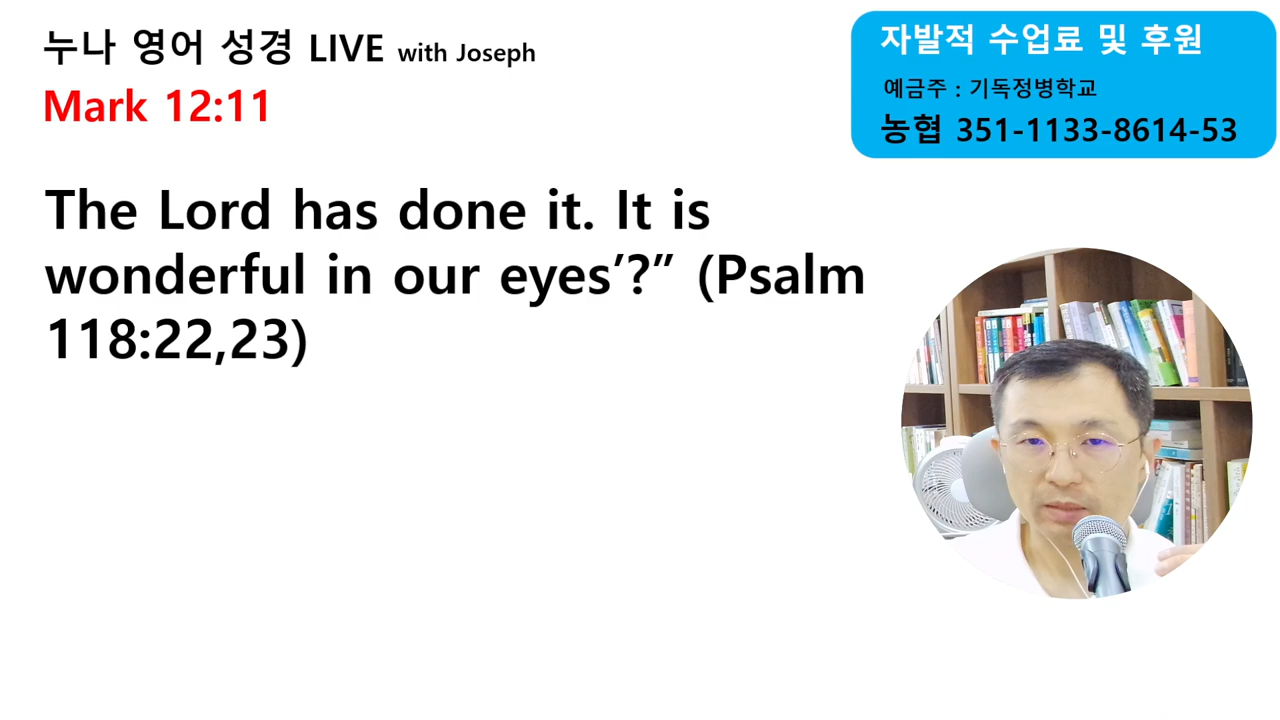 누나 영어 성경 LIVE with Joseph
Mark 12:11
자발적 수업료 및 후원
예금주 : 기독정병학교
농협 351-1133-8614-53
The Lord has done it. It is
wonderful in our eyes’?” (Psalm
118:22,23)